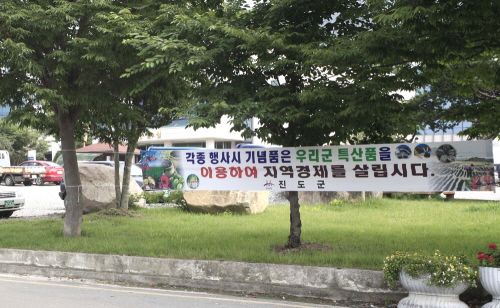 각종 행사시 기념품은 우리군 특산품을
이용하여 지역경제를 살립시다.
진도군